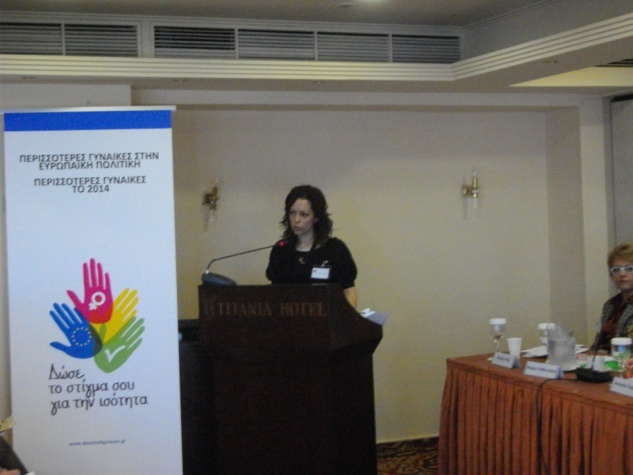 ΠΕΡΙΣΣΟΤΕΡΕΣ ΓΥΝΑΙΚΕΣ ΣΤΗΝ
ΕΥΡΩΠΑΪΚΗ ΠΟΛΙΤΙΚΗ
ΠΕΡΙΣΣΟΤΕΡΕΣ ΓΥΝΑΙΚΕΣ
ΤΟ 2014
Δώσε
το στίγμα σου
για την ισότητα
TITANIA HOTEL